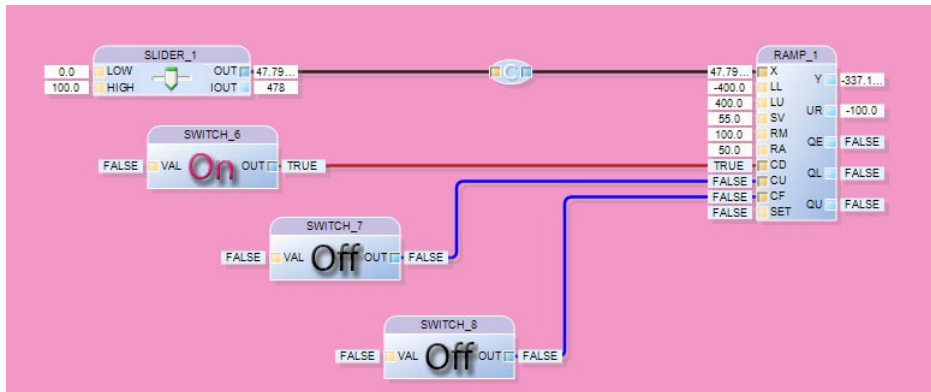 SLIDER_1
0.0 LOW OUT 47.79...
100.0 HIGH IOUT 478
C
SWITCH_6
FALSE VAL On OUT TRUE
SWITCH_7
FALSE VAL Off OUT FALSE
SWITCH_8
FALSE VAL Off OUT FALSE
RAMP_1
47.79... X Y -337.1...
-400.0 LL
400.0 LU UR -100.0
55.0 SV
100.0 RM QE FALSE
50.0 RA
TRUE CD QL FALSE
FALSE CU
FALSE CF QU FALSE
FALSE SET